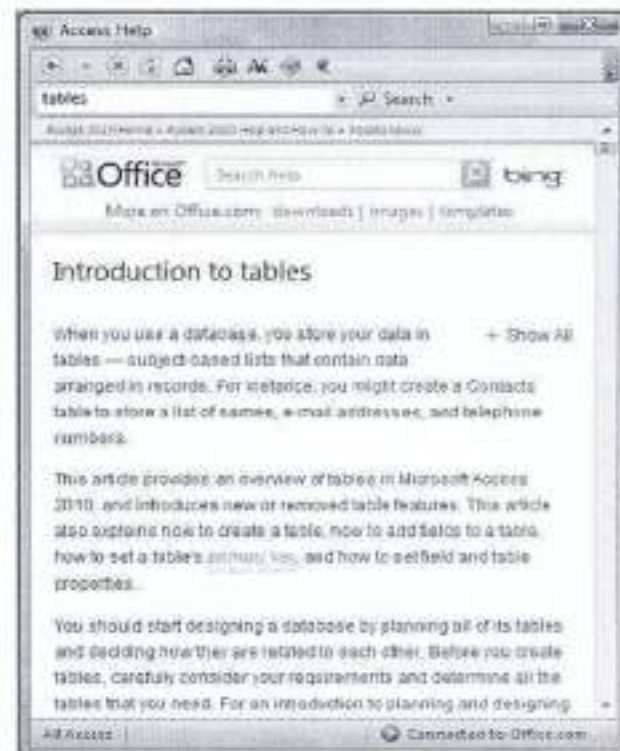 Access Help
tables
Search
Office
Search help
bing
More on Office.com: downloads | images | templates
Introduction to tables
+ Show All
When you use a database, you store your data in
tables — subject-based lists that contain data
arranged in records. For instance, you might create a Contacts
table to store a list of names, e-mail addresses, and telephone
numbers.
This article provides an overview of tables in Microsoft Access
2010, and introduces new or removed table features. This article
also explains how to create a table, how to add fields to a table,
how to set a table's primary key, and how to set field and table
properties.
You should start designing a database by planning all of its tables
and deciding how they are related to each other. Before you create
tables, carefully consider your requirements and determine all the
tables that you need. For an introduction to planning and designing
All Access
Connected to Office.com